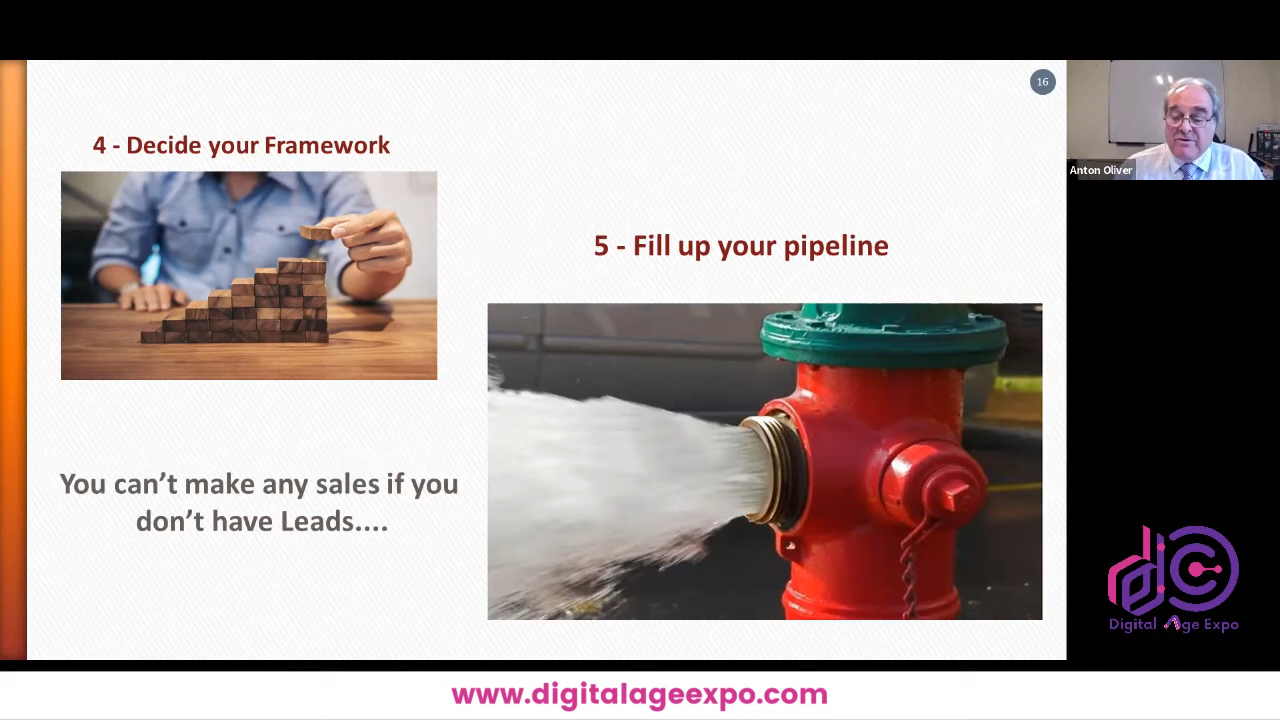 16
4 - Decide your Framework
5 - Fill up your pipeline
You can’t make any sales if you
don’t have Leads....
Anton Oliver
Digital Age Expo
www.digitalageexpo.com